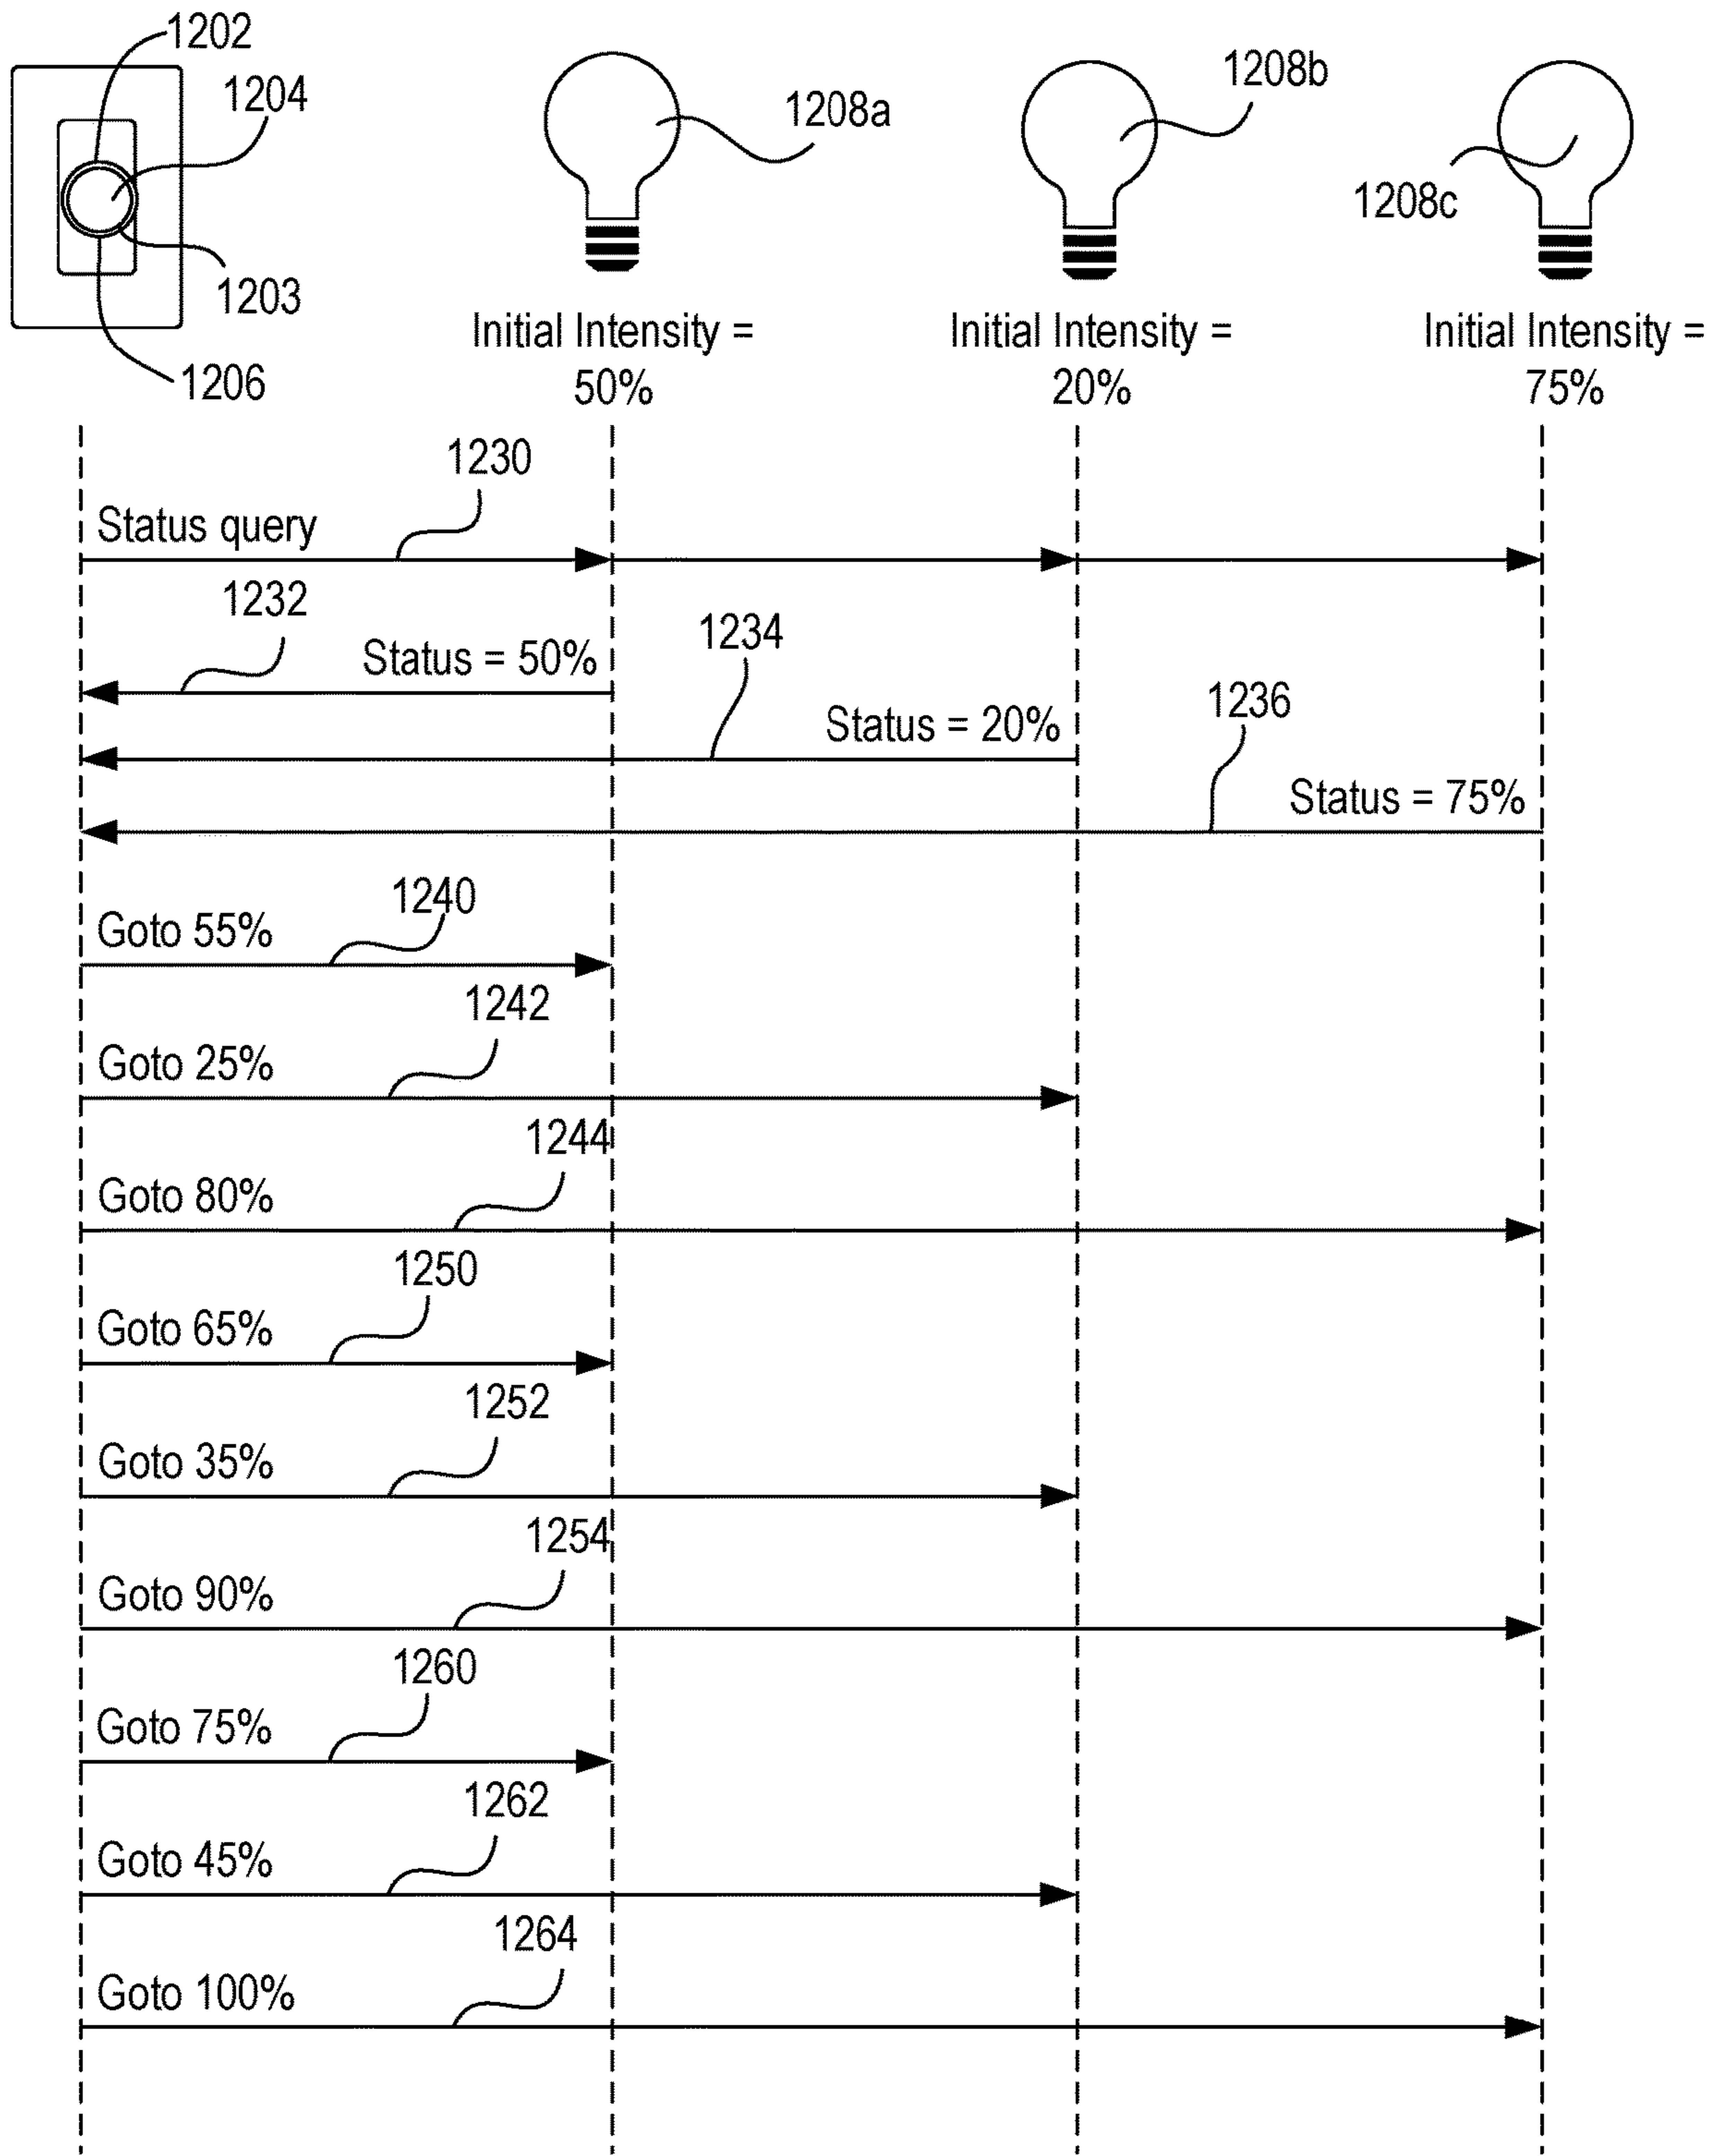 1202
1204
1208a
1208b
1208c
1203
1206
Initial Intensity =
50%
Initial Intensity =
20%
Initial Intensity =
75%
1230
Status query
1232
Status = 50%
1234
Status = 20%
1236
Status = 75%
1240
Goto 55%
1242
Goto 25%
1244
Goto 80%
1250
Goto 65%
1252
Goto 35%
1254
Goto 90%
1260
Goto 75%
1262
Goto 45%
1264
Goto 100%